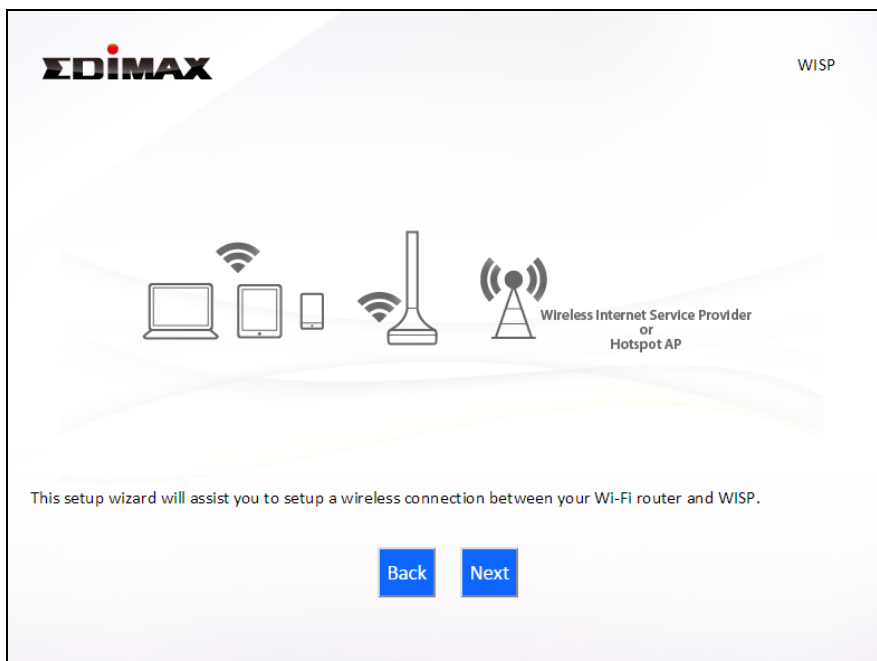 EDIMAX
WISP
Wireless Internet Service Provider
or
Hotspot AP
This setup wizard will assist you to setup a wireless connection between your Wi-Fi router and WISP.
Back
Next